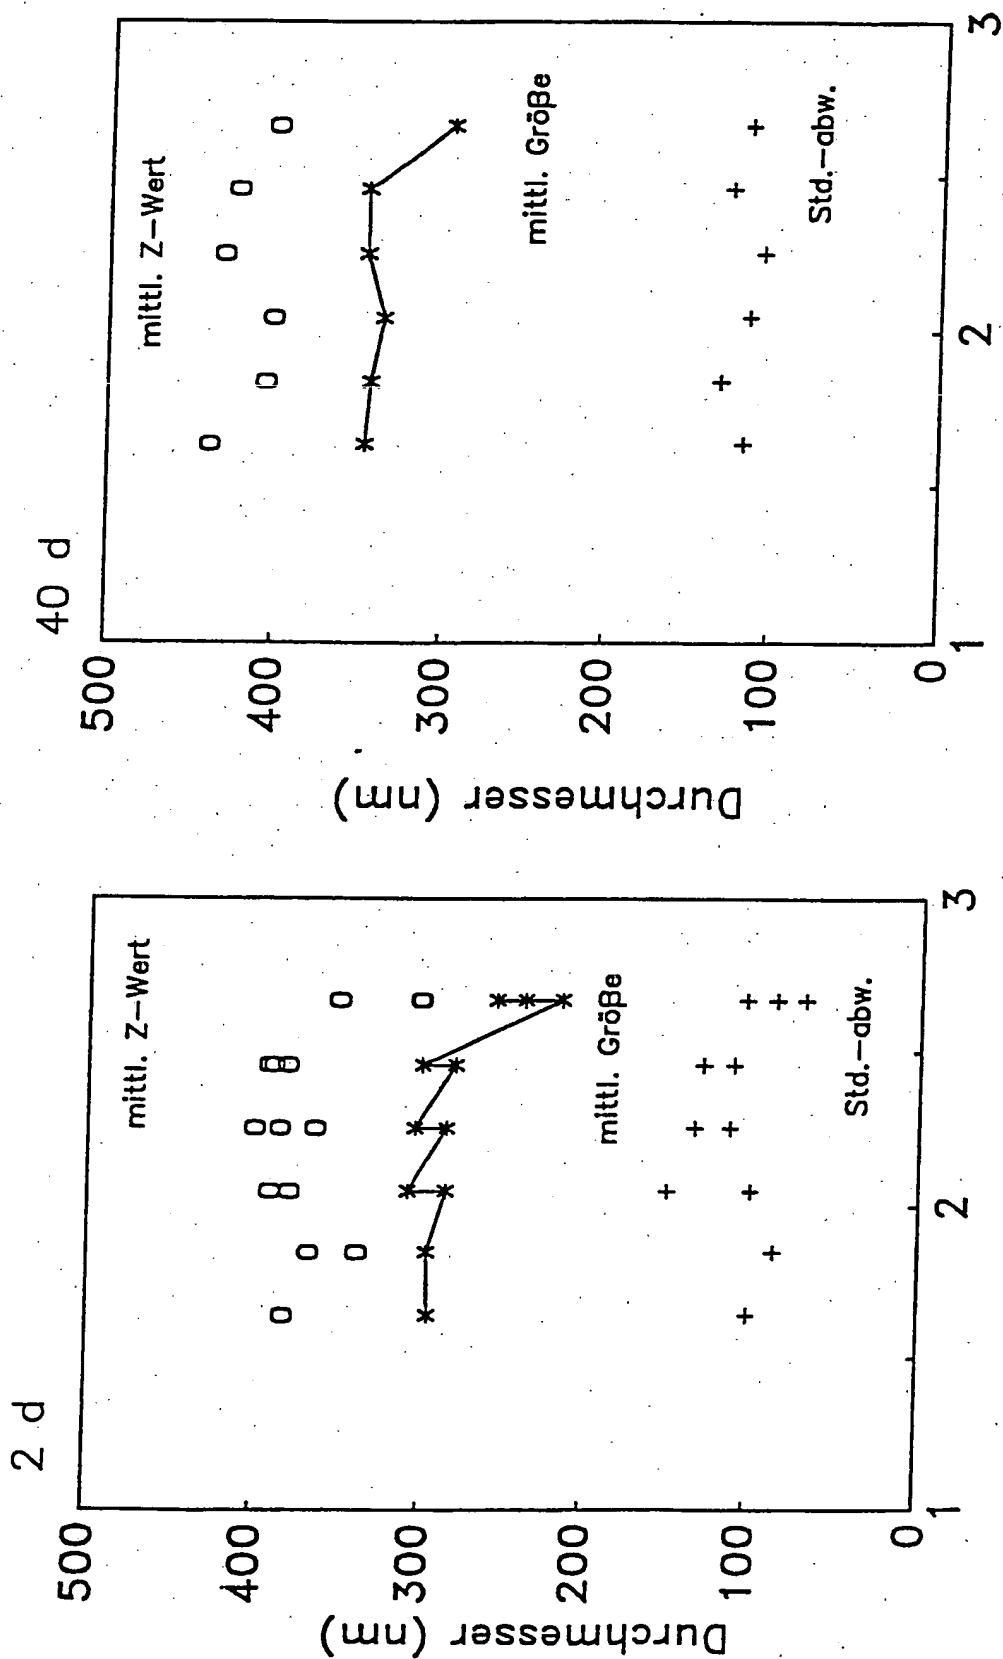 2 d
Durchmesser (nm)
500
400
300
200
100
0
mittl. Z–Wert
mittl. Größe
Std.–abw.
1
2
3
40 d
Durchmesser (nm)
500
400
300
200
100
0
mittl. Z–Wert
mittl. Größe
Std.–abw.
1
2
3